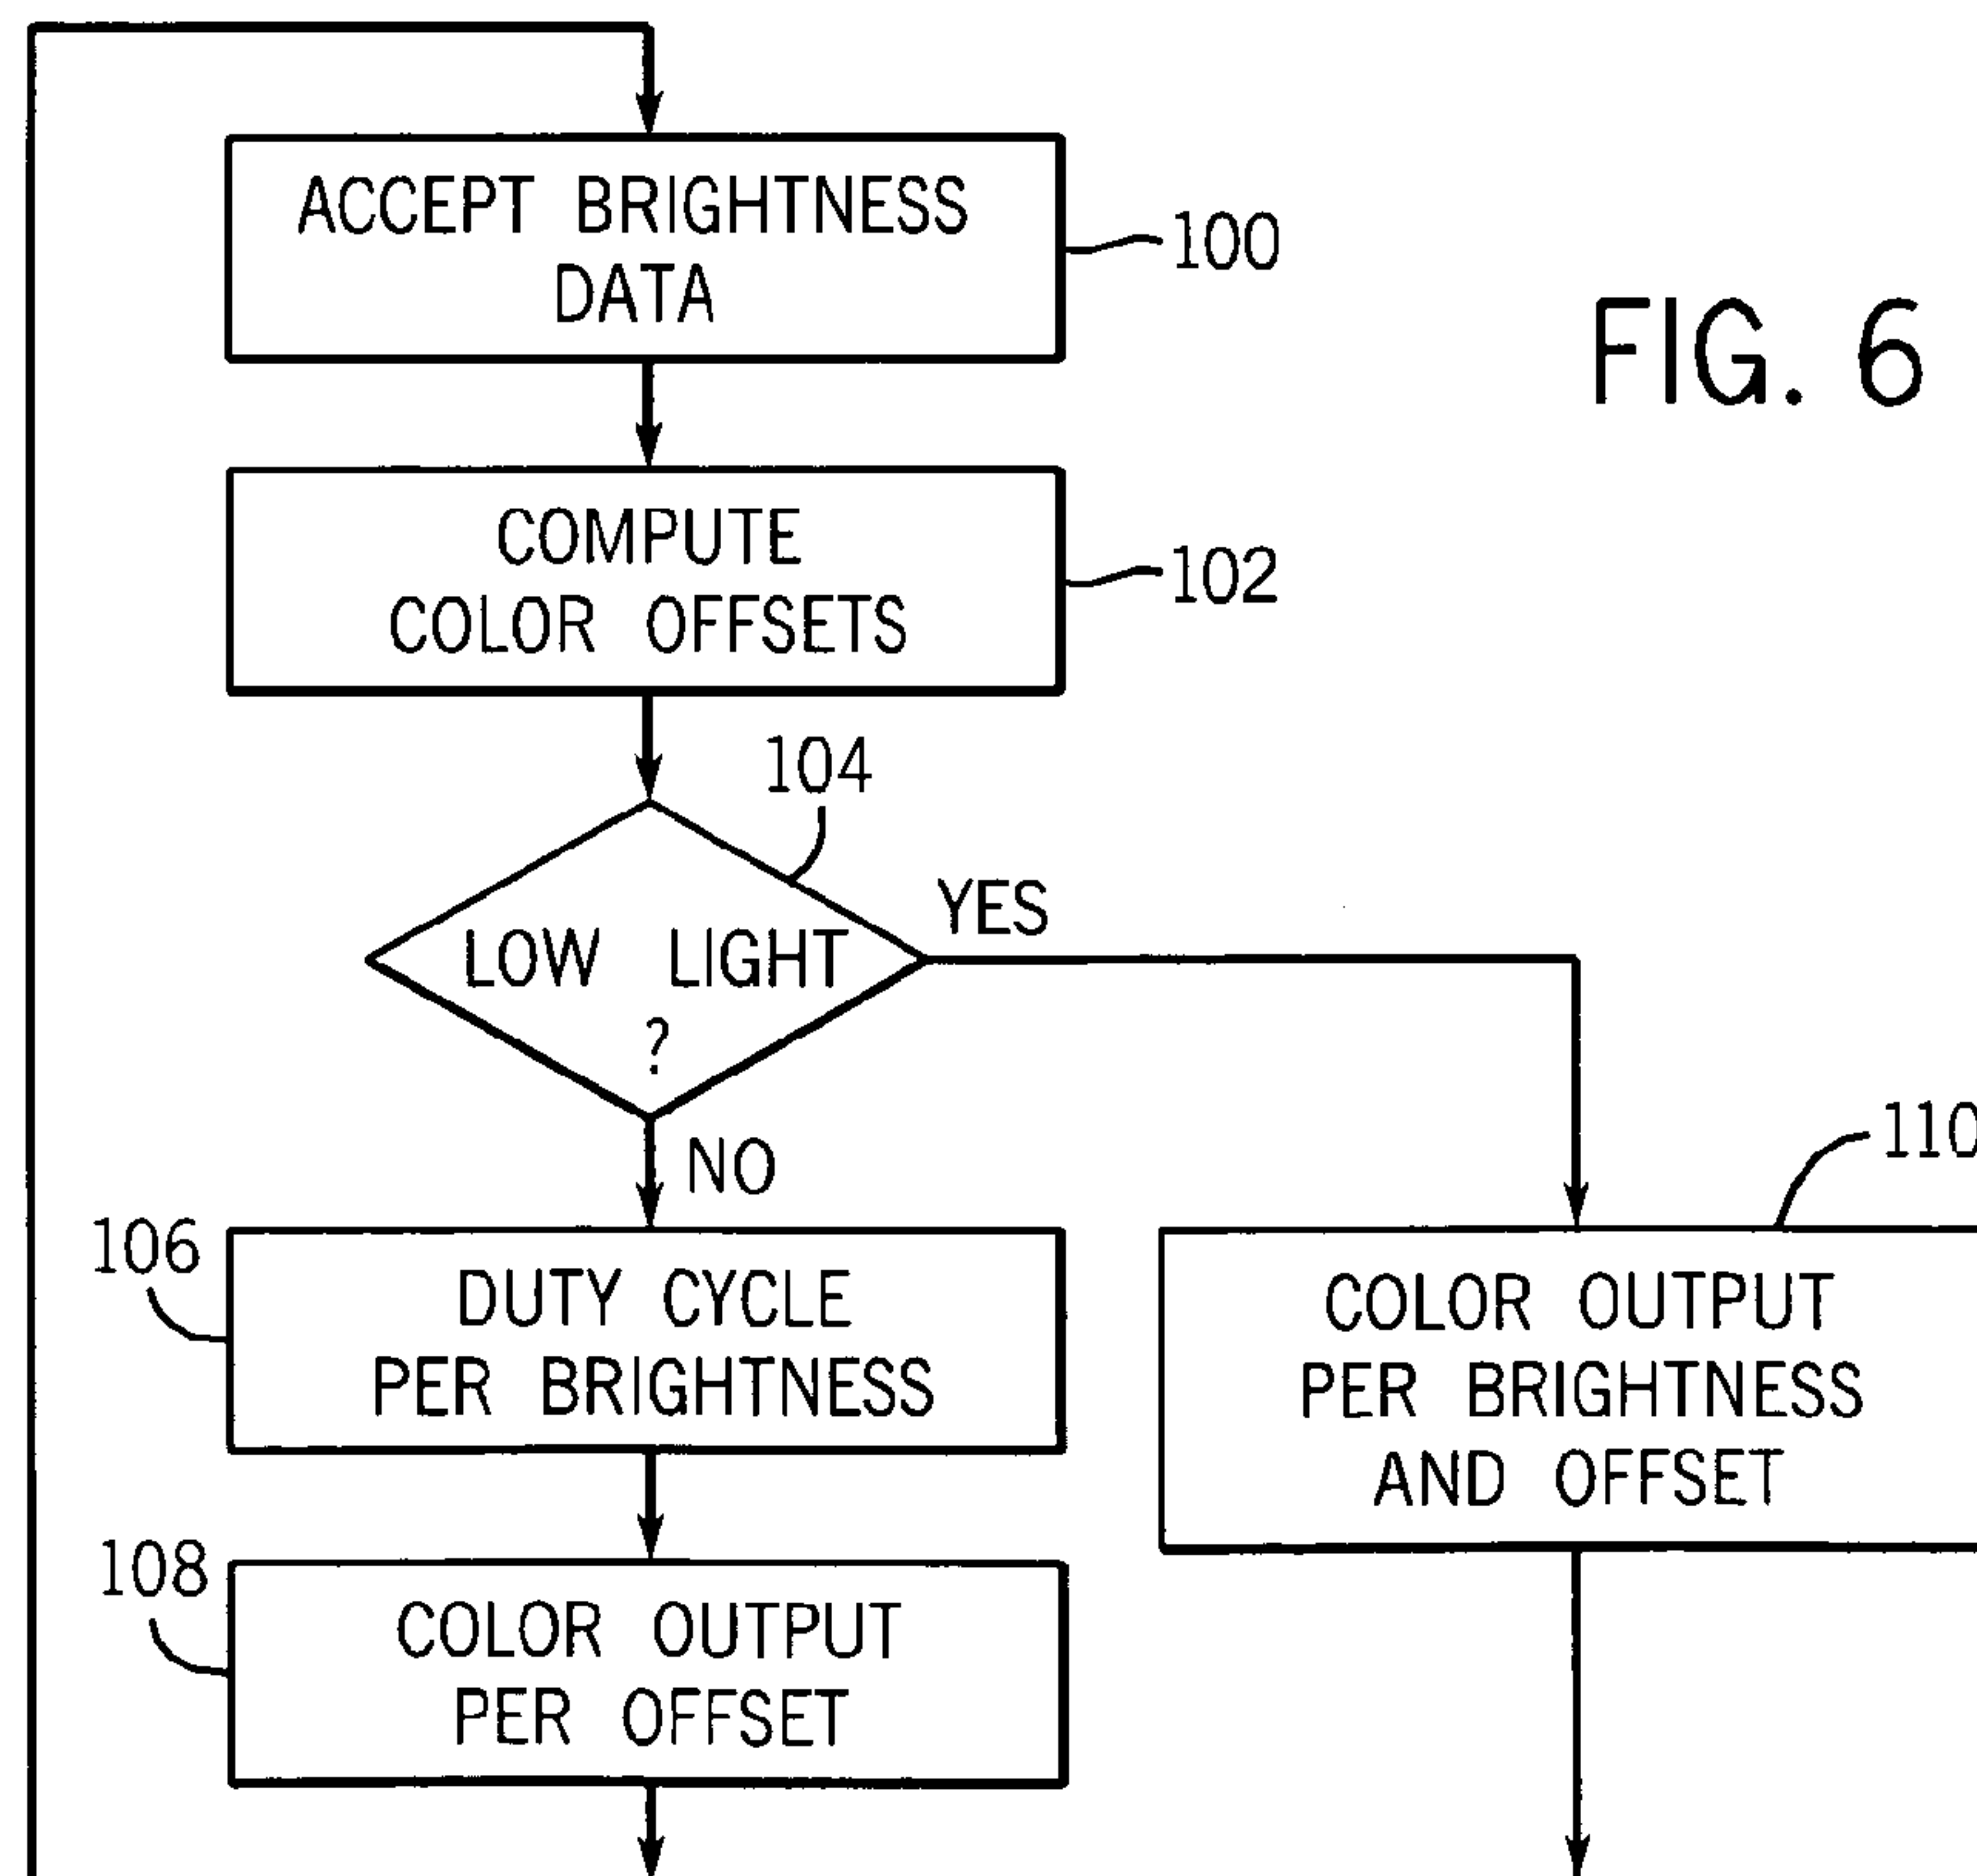 ACCEPT BRIGHTNESS
DATA
100
FIG. 6
COMPUTE
COLOR OFFSETS
102
104
LOW LIGHT
?
YES
NO
106
DUTY CYCLE
PER BRIGHTNESS
110
COLOR OUTPUT
PER BRIGHTNESS
AND OFFSET
108
COLOR OUTPUT
PER OFFSET